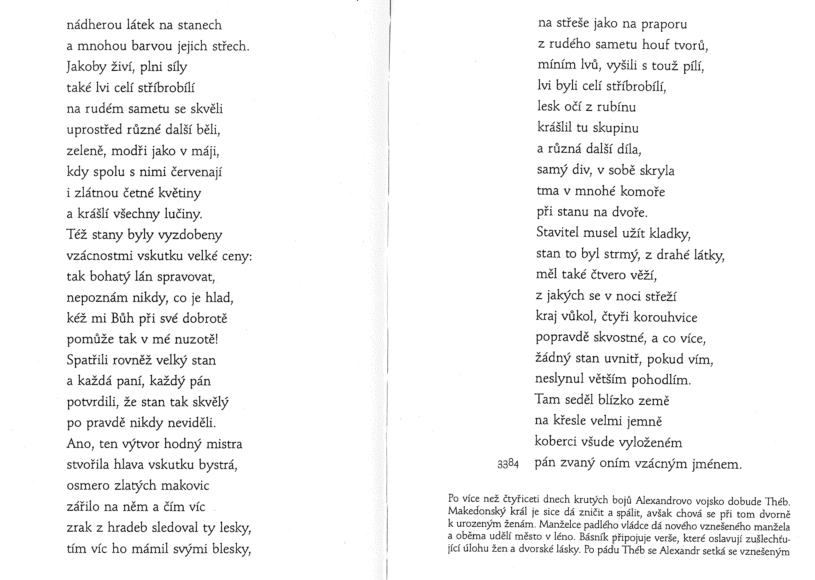 nádherou látek na stanech
a mnohou barvou jejich střech.
Jakoby živí, plni síly
také lvi celí stříbrobílí
na rudém sametu se skvěli
uprostřed různé další běli,
zeleně, modři jako v máji,
kdy spolu s nimi červenají
i zlátnou četné květiny
a krášlí všechny lučiny.
Též stany byly vyzdobeny
vzácnostmi vskutku velké ceny:
tak bohatý lán spravovat,
nepoznám nikdy, co je hlad,
kéž mi Bůh při své dobrotě
pomůže tak v mé nuzotě!
Spatřili rovněž velký stan
a každá paní, každý pán
potvrdili, že stan tak skvělý
po pravdě nikdy neviděli.
Ano, ten výtvor hodný mistra
stvořila hlava vskutku bystrá,
osmero zlatých makovic
zářilo na něm a čím víc
zrak z hradeb sledoval ty lesky,
tím víc ho mámil svými blesky,
na střeše jako na praporu
z rudého sametu houf tvorů,
míním lvů, vyšili s touž pílí,
lvi byli celí stříbrobílí,
lesk očí z rubínu
krášlil tu skupinu
a různá další díla,
samý div, v sobě skryla
tma v mnohé komoře
při stanu na dvoře.
Stavitel musel užít kladky,
stan to byl strmý, z drahé látky,
měl také čtvero věží,
z jakých se v noci střeží
kraj vůkol, čtyři korouhvice
popravdě skvostné, a co více,
žádný stan uvnitř, pokud vím,
neslynul větším pohodlím.
Tam seděl blízko země
na křesle velmi jemně
koberci všude vyloženém
3384 pán zvaný oním vzácným jménem.
Po více než čtyřiceti dnech krutých bojů Alexandrovo vojsko dobude Théb.
Makedonský král je sice dá zničit a spálit, avšak chová se při tom dvorně
k urozeným ženám. Manželce padlého vládce dá nového vznešeného manžela
a oběma udělí město v léno. Básník připojuje verše, které oslavují zušlechťu-
jící úlohu žen a dvorské lásky. Po pádu Théb se Alexandr setká se vznešeným